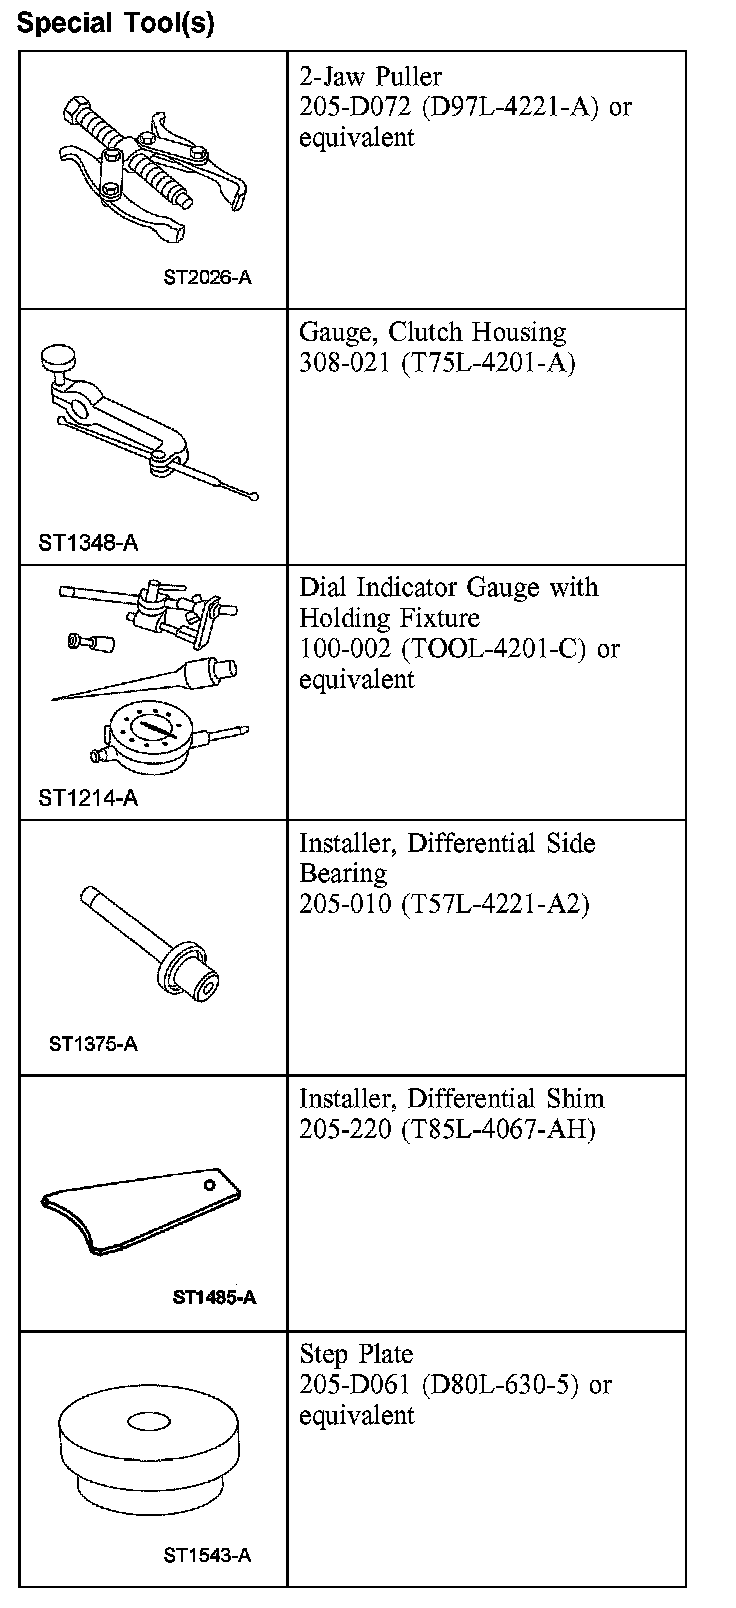 Special Tool(s)
2-Jaw Puller
205-D072 (D97L-4221-A) or
equivalent
ST2026-A
Gauge, Clutch Housing
308-021 (T75L-4201-A)
ST1348-A
Dial Indicator Gauge with
Holding Fixture
100-002 (TOOL-4201-C) or
equivalent
ST1214-A
Installer, Differential Side
Bearing
205-010 (T57L-4221-A2)
ST1375-A
Installer, Differential Shim
205-220 (T85L-4067-AH)
ST1485-A
Step Plate
205-D061 (D80L-630-5) or
equivalent
ST1543-A